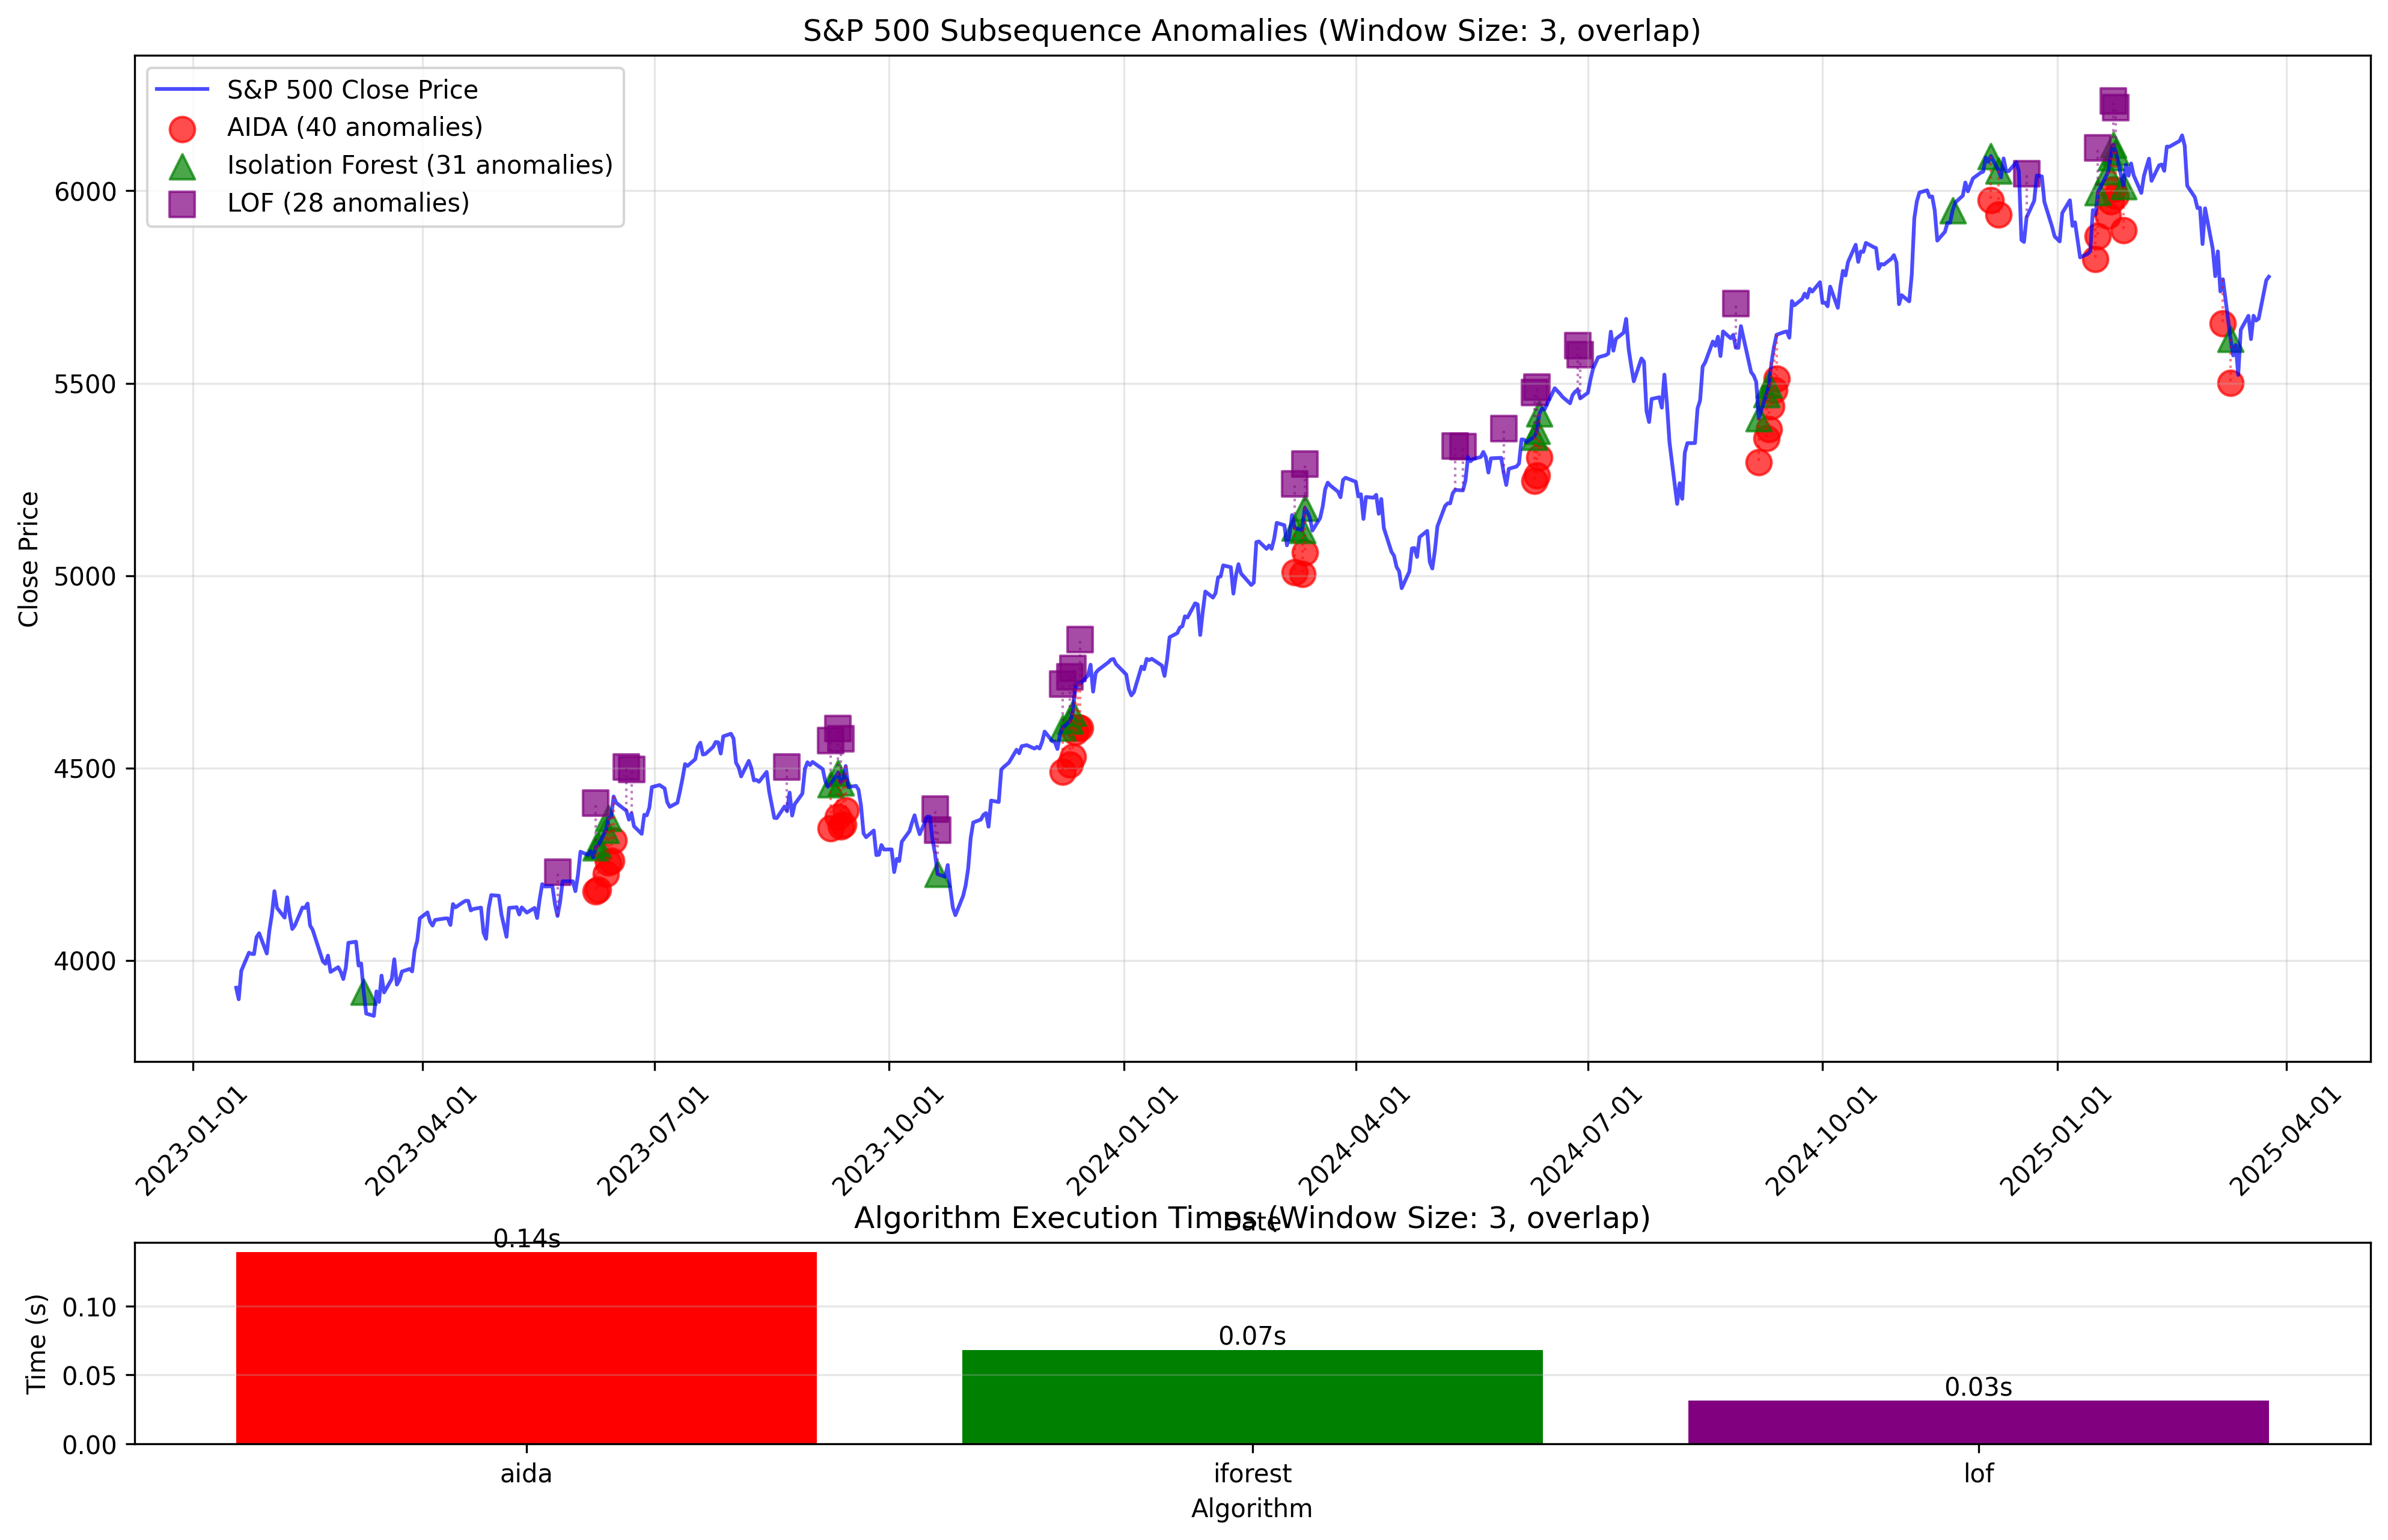 S&P 500 Subsequence Anomalies (Window Size: 3, overlap)
S&P 500 Close Price
AIDA (40 anomalies)
Isolation Forest (31 anomalies)
LOF (28 anomalies)
Close Price
6000
5500
5000
4500
4000
2023-01-01
2023-04-01
2023-07-01
2023-10-01
2024-01-01
2024-04-01
2024-07-01
2024-10-01
2025-01-01
2025-04-01
Date
Algorithm Execution Times (Window Size: 3, overlap)
Time (s)
0.10
0.05
0.00
0.14s
0.07s
0.03s
aida
iforest
lof
Algorithm